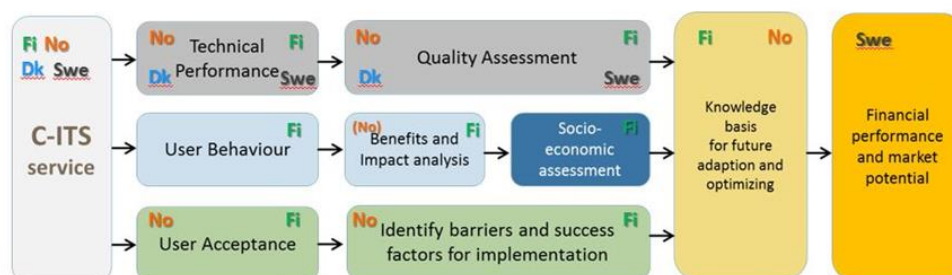 Fi No
Dk Swe
C-ITS
service
No Fi
Technical
Performance
Dk Swe
No Fi
Quality Assessment
Dk Swe
User Behaviour
Fi
(No) Fi
Benefits and
Impact analysis
Fi
Socio-
economic
assessment
No Fi
User Acceptance
No Fi
Identify barriers and success
factors for implementation
Fi No
Knowledge
basis
for future
adaption and
optimizing
Swe
Financial
performance
and market
potential